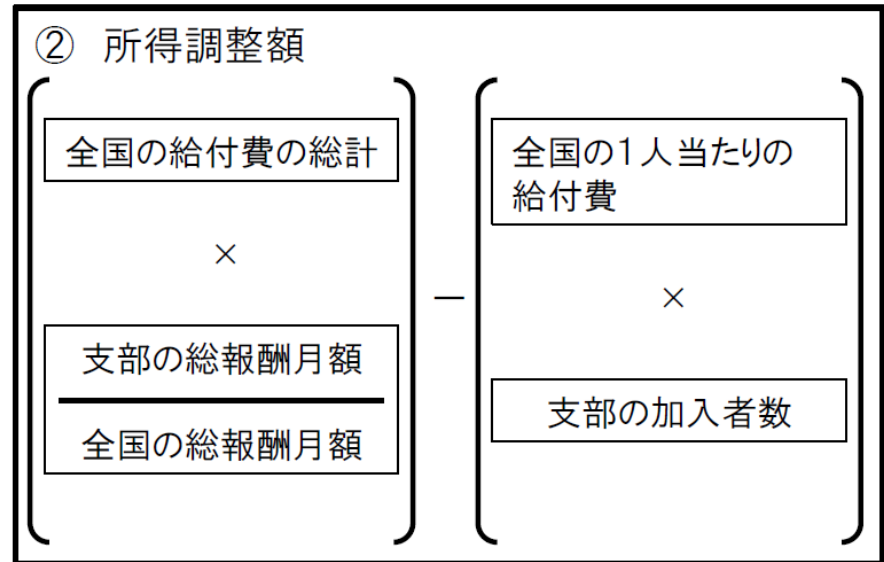 ② 所得調整額
全国の給付費の総計
×
支部の総報酬月額
全国の総報酬月額
－
全国の1人当たりの
給付費
×
支部の加入者数